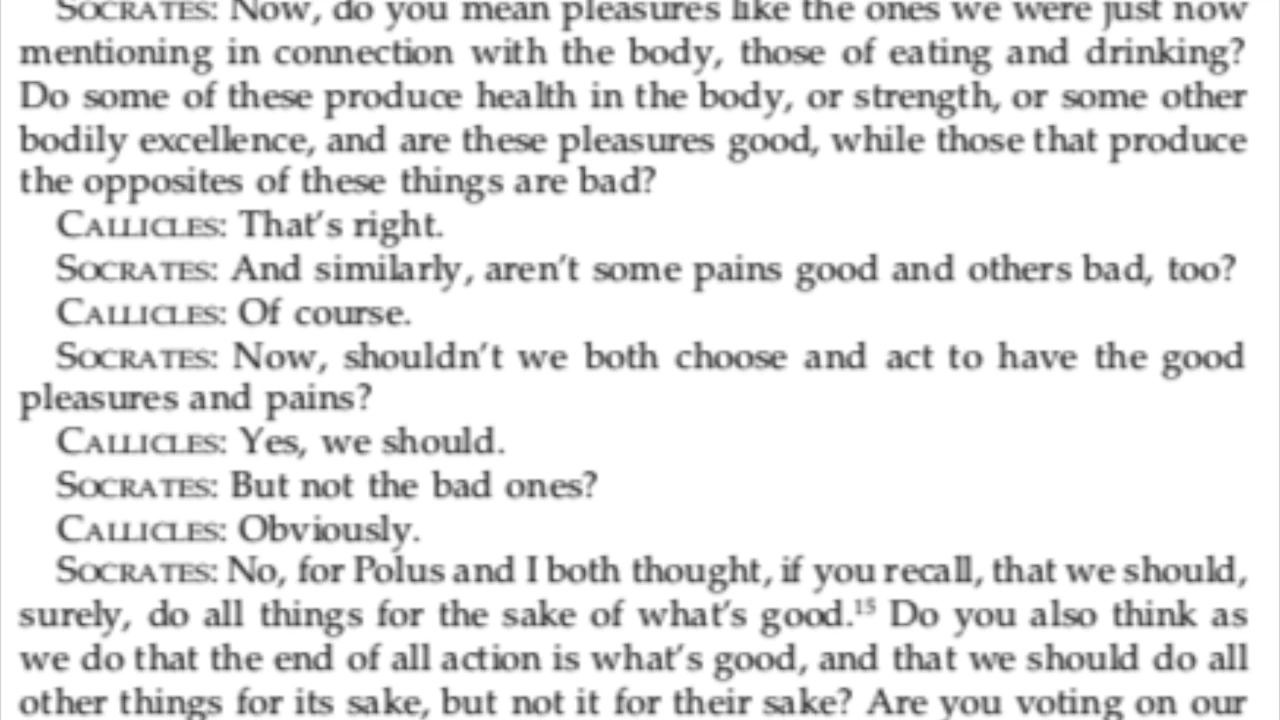 SOCRATES: Now, do you mean pleasures like the ones we were just now
mentioning in connection with the body, those of eating and drinking?
Do some of these produce health in the body, or strength, or some other
bodily excellence, and are these pleasures good, while those that produce
the opposites of these things are bad?
CALLICLES: That's right.
SOCRATES: And similarly, aren't some pains good and others bad, too?
CALLICLES: Of course.
SOCRATES: Now, shouldn't we both choose and act to have the good
pleasures and pains?
CALLICLES: Yes, we should.
SOCRATES: But not the bad ones?
CALLICLES: Obviously.
SOCRATES: No, for Polus and I both thought, if you recall, that we should,
surely, do all things for the sake of what's good.15 Do you also think as
we do that the end of all action is what's good, and that we should do all
other things for its sake, but not it for their sake? Are you voting on our